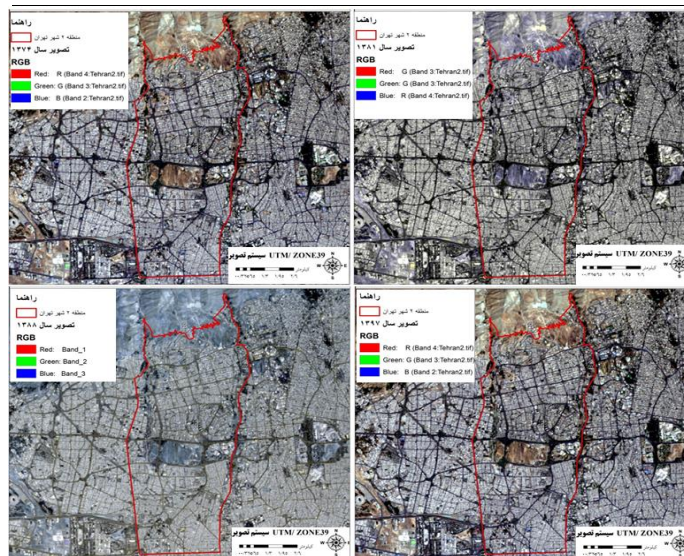 راهنما
منطقه ۲ شهر تهران
تصویر سال ۱۳۷۴
RGB
Red: R (Band 4:Tehran2.tif)
Green: G (Band 3:Tehran2.tif)
Blue: B (Band 2:Tehran2.tif)
سیستم تصویر UTM/ ZONE39
کیلومتر
N
W E
S
راهنما
منطقه ۲ شهر تهران
تصویر سال ۱۳۸۱
RGB
Red: G (Band 3:Tehran2.tif)
Green: G (Band 3:Tehran2.tif)
Blue: R (Band 4:Tehran2.tif)
سیستم تصویر UTM/ ZONE39
کیلومتر
N
W E
S
راهنما
منطقه ۲ شهر تهران
تصویر سال ۱۳۸۸
RGB
Red: Band_1
Green: Band_2
Blue: Band_3
سیستم تصویر UTM/ ZONE39
کیلومتر
N
W E
S
راهنما
منطقه ۲ شهر تهران
تصویر سال ۱۳۹۷
RGB
Red: R (Band 4:Tehran2.tif)
Green: G (Band 3:Tehran2.tif)
Blue: B (Band 2:Tehran2.tif)
سیستم تصویر UTM/ ZONE39
کیلومتر
N
W E
S